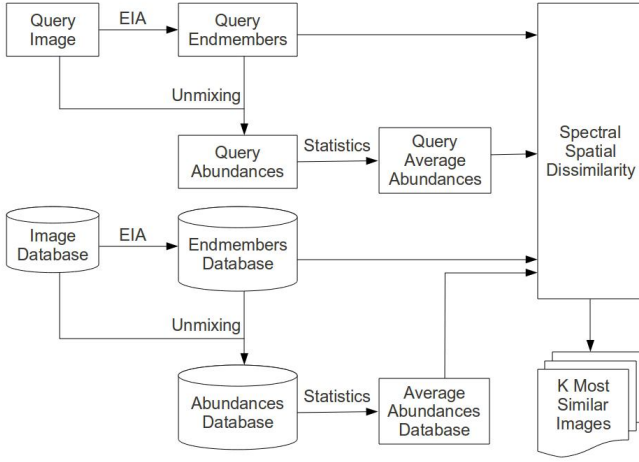 Query
Image
EIA
Query
Endmembers
Unmixing
Query
Abundances
Statistics
Query
Average
Abundances
Spectral
Spatial
Dissimilarity
Image
Database
EIA
Endmembers
Database
Unmixing
Abundances
Database
Statistics
Average
Abundances
Database
K Most
Similar
Images